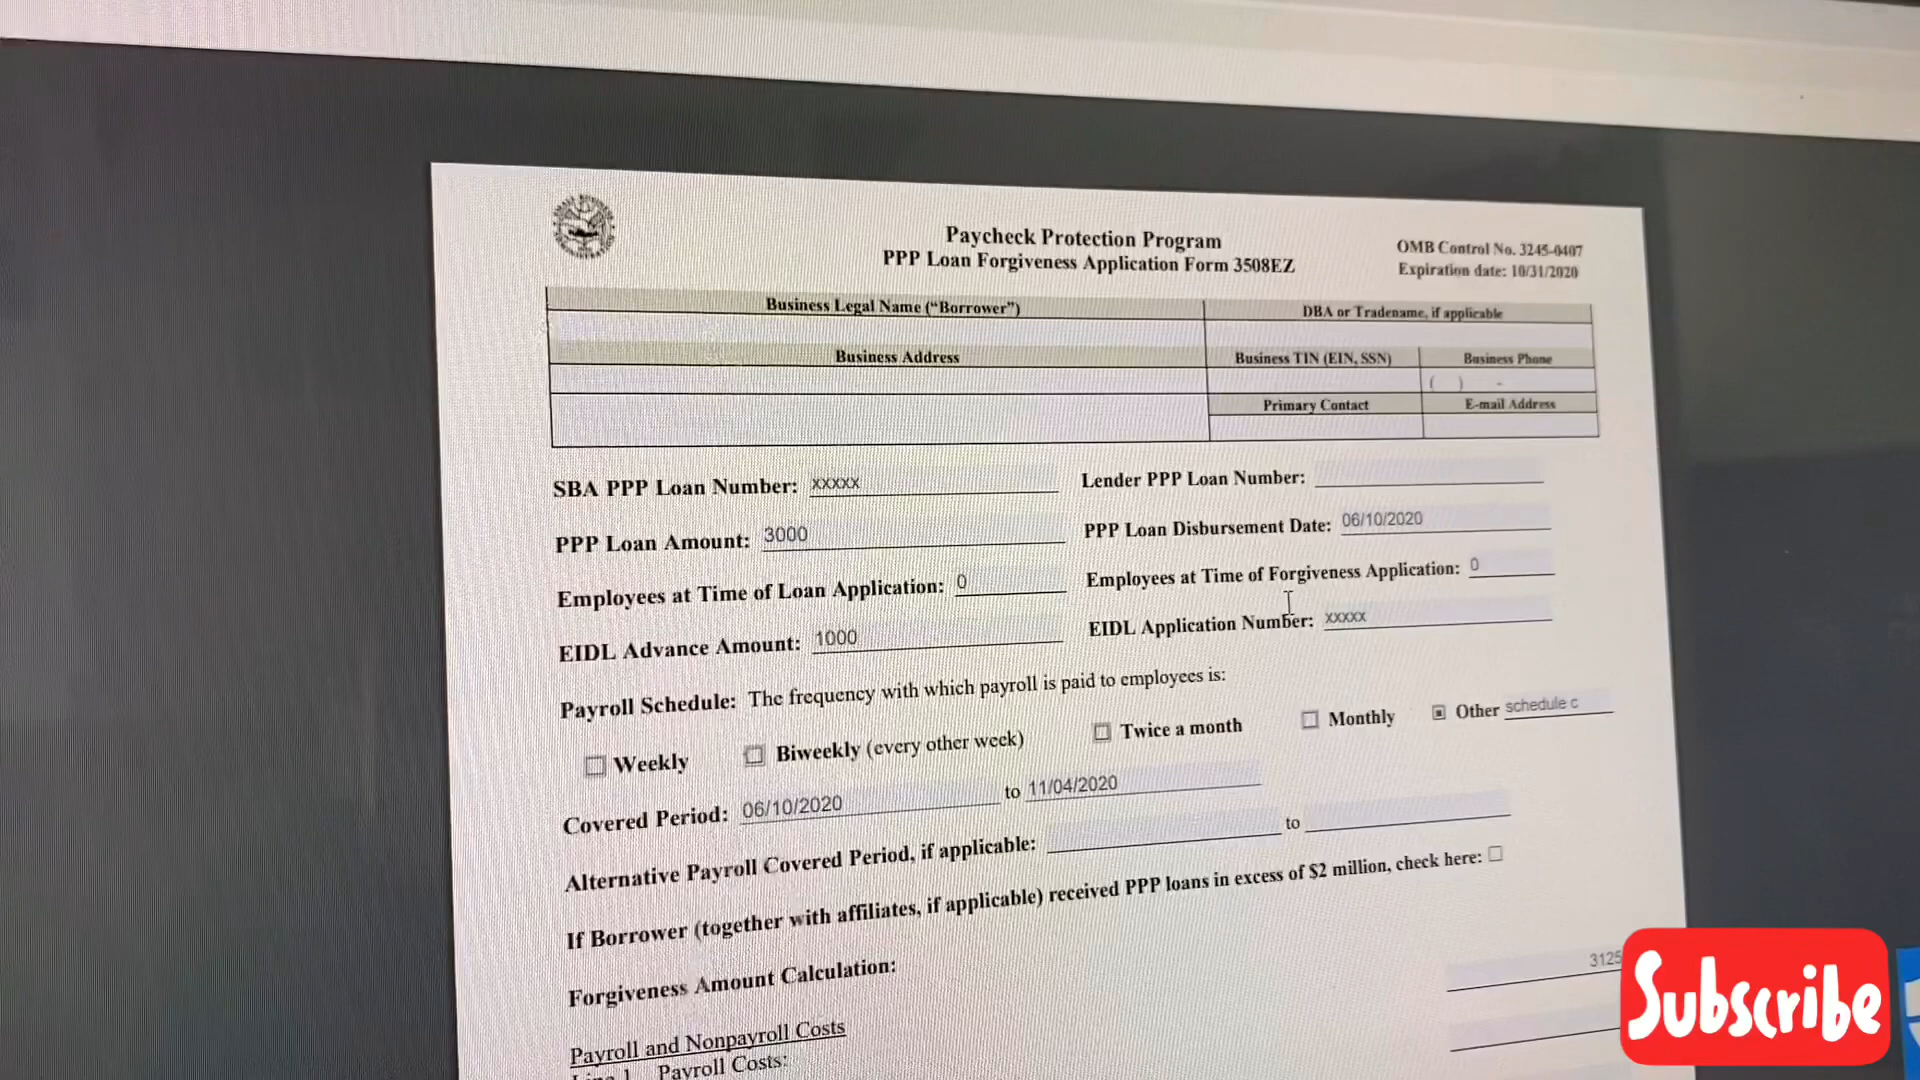 Paycheck Protection Program
PPP Loan Forgiveness Application Form 3508EZ
OMB Control No. 3245-0407
Expiration date: 10/31/2020
Business Legal Name (“Borrower”)
DBA or Tradename, if applicable
Business Address
Business TIN (EIN, SSN)
Business Phone
( ) -
Primary Contact
E-mail Address
SBA PPP Loan Number: xxxxx
Lender PPP Loan Number:
PPP Loan Amount: 3000
PPP Loan Disbursement Date: 06/10/2020
Employees at Time of Loan Application: 0
Employees at Time of Forgiveness Application: 0
EIDL Advance Amount: 1000
EIDL Application Number: xxxxx
Payroll Schedule: The frequency with which payroll is paid to employees is:
Weekly
Biweekly (every other week)
Twice a month
Monthly
Other schedule c
Covered Period: 06/10/2020 to 11/04/2020
Alternative Payroll Covered Period, if applicable: to
If Borrower (together with affiliates, if applicable) received PPP loans in excess of $2 million, check here:
Forgiveness Amount Calculation:
3125
Payroll and Nonpayroll Costs
Payroll Costs:
Subscribe